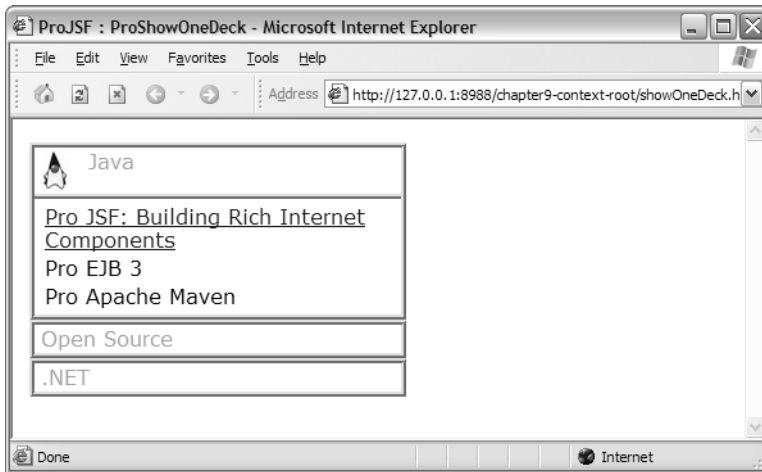 ProJSF : ProShowOneDeck - Microsoft Internet Explorer
File Edit View Favorites Tools Help
Address http://127.0.0.1:8988/chapter9-context-root/showOneDeck.h
Java
Pro JSF: Building Rich Internet
Components
Pro EJB 3
Pro Apache Maven
Open Source
.NET
Done Internet